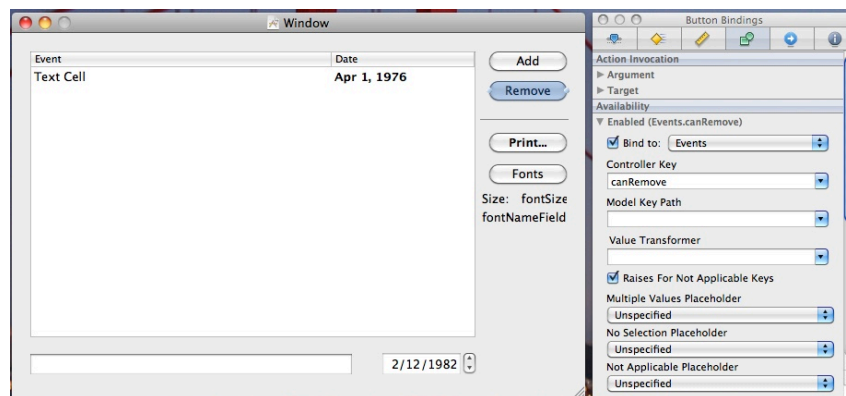 Window
Event Date
Text Cell Apr 1, 1976
Add
Remove
Print...
Fonts
Size: fontSize
fontNameField
2/12/1982
Button Bindings
Action Invocation
Argument
Target
Availability
Enabled (Events.canRemove)
Bind to: Events
Controller Key
canRemove
Model Key Path
Value Transformer
Raises For Not Applicable Keys
Multiple Values Placeholder
Unspecified
No Selection Placeholder
Unspecified
Not Applicable Placeholder
Unspecified